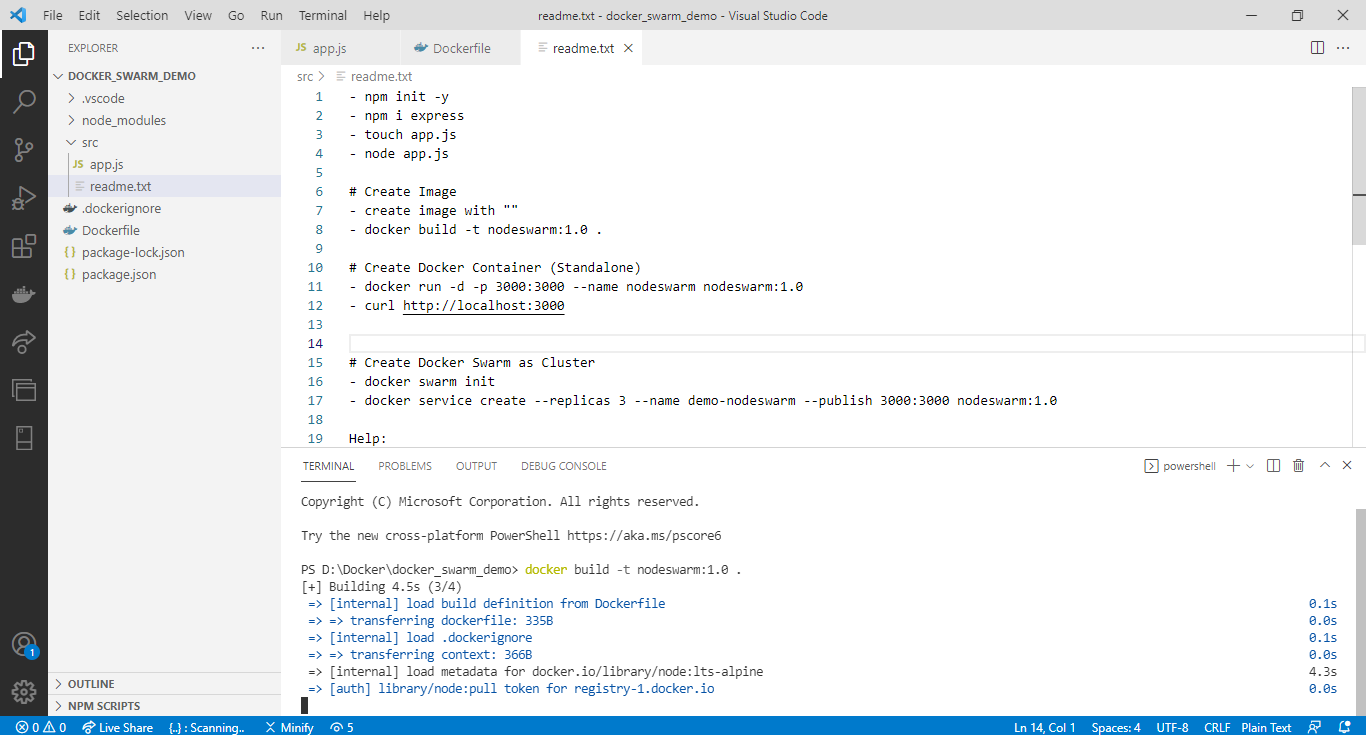 File Edit Selection View Go Run Terminal Help readme.txt - docker_swarm_demo - Visual Studio Code
EXPLORER
DOCKER_SWARM_DEMO
.vscode
node_modules
src
JS app.js
readme.txt
.dockerignore
Dockerfile
{} package-lock.json
{} package.json
OUTLINE
NPM SCRIPTS
JS app.js Dockerfile readme.txt
src > readme.txt
1 - npm init -y
2 - npm i express
3 - touch app.js
4 - node app.js
5
6 # Create Image
7 - create image with ""
8 - docker build -t nodeswarm:1.0 .
9
10 # Create Docker Container (Standalone)
11 - docker run -d -p 3000:3000 --name nodeswarm nodeswarm:1.0
12 - curl http://localhost:3000
13
14
15 # Create Docker Swarm as Cluster
16 - docker swarm init
17 - docker service create --replicas 3 --name demo-nodeswarm --publish 3000:3000 nodeswarm:1.0
18
19 Help:
TERMINAL PROBLEMS OUTPUT DEBUG CONSOLE powershell
Copyright (C) Microsoft Corporation. All rights reserved.
Try the new cross-platform PowerShell https://aka.ms/pscore6
PS D:\Docker\docker_swarm_demo> docker build -t nodeswarm:1.0 .
[+] Building 4.5s (3/4)
=> [internal] load build definition from Dockerfile 0.1s
=> => transferring dockerfile: 335B 0.0s
=> [internal] load .dockerignore 0.1s
=> => transferring context: 366B 0.0s
=> [internal] load metadata for docker.io/library/node:lts-alpine 4.3s
=> [auth] library/node:pull token for registry-1.docker.io 0.0s
1
0 0 Live Share {..} : Scanning.. Minify 5 Ln 14, Col 1 Spaces: 4 UTF-8 CRLF Plain Text